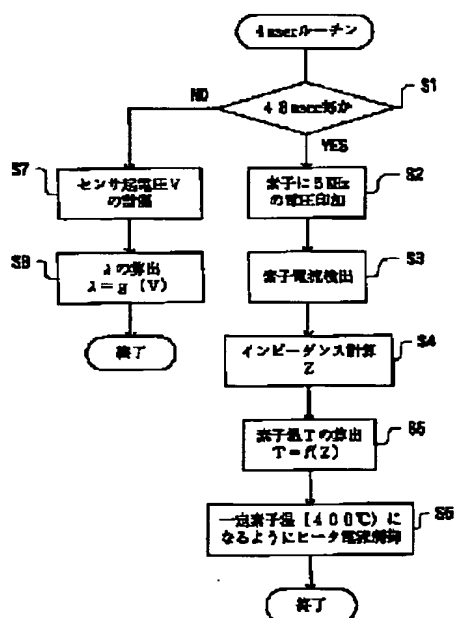 4msecルーチン
S1
48msec毎か
NO
YES
S7
センサ起電圧V
の計測
S2
素子に5KHz
の電圧印加
S8
λの算出
λ=g (V)
S3
素子電流検出
終了
S4
インピーダンス計算
Z
S5
素子温Tの算出
T=f(Z)
S6
一定素子温 (400℃) に
なるようにヒータ電流制御
終了